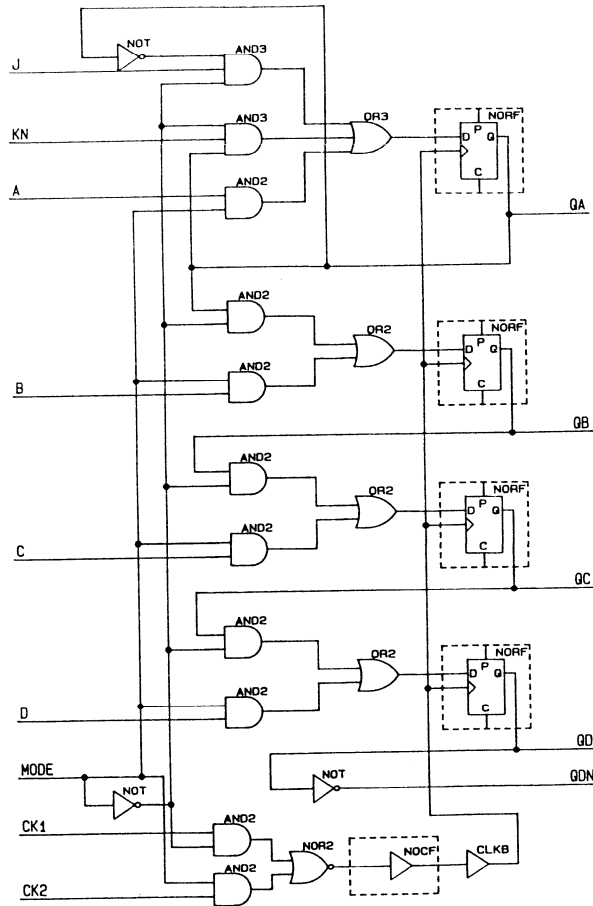 NOT
AND3
J
NORF
P
D Q
C
OR3
AND3
KN
AND2
A
QA
AND2
OR2
NORF
P
D Q
C
AND2
B
QB
AND2
OR2
NORF
P
D Q
C
AND2
C
QC
AND2
OR2
NORF
P
D Q
C
AND2
D
QD
MODE
NOT
QDN
NOT
AND2
CK1
NOR2
NOCF
CLKB
AND2
CK2